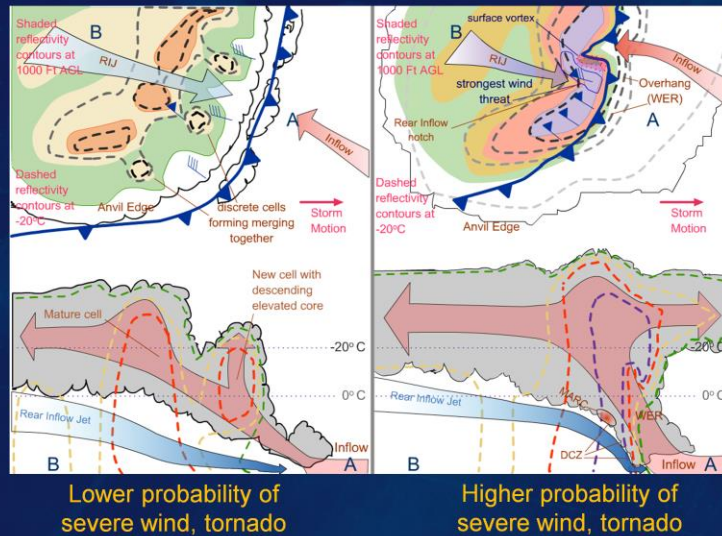 Shaded
reflectivity
contours at
1000 Ft AGL
B
RIJ
A
Inflow
Dashed
reflectivity
contours at
-20°C
Anvil Edge
discrete cells
forming merging
together
Storm
Motion
New cell with
descending
elevated core
Mature cell
-20° C
0° C
Rear Inflow Jet
Inflow
B
A
Lower probability of
severe wind, tornado
Shaded
reflectivity
contours at
1000 Ft AGL
surface vortex
B
RIJ
Inflow
strongest wind
threat
Overhang
(WER)
Rear Inflow
notch
A
Dashed
reflectivity
contours at
-20°C
Anvil Edge
Storm
Motion
-20° C
0° C
MARC
WER
Rear Inflow Jet
DCZ
Inflow
B
A
Higher probability of
severe wind, tornado